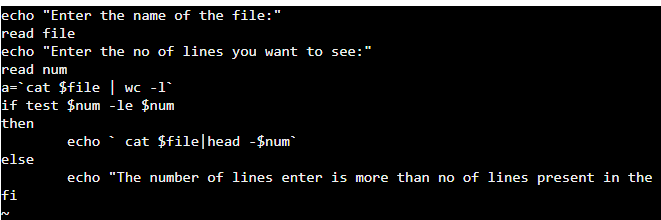 echo "Enter the name of the file:"
read file
echo "Enter the no of lines you want to see:"
read num
a=`cat $file | wc -l`
if test $num -le $num
then
        echo ` cat $file|head -$num`
else
        echo "The number of lines enter is more than no of lines present in the
fi
~